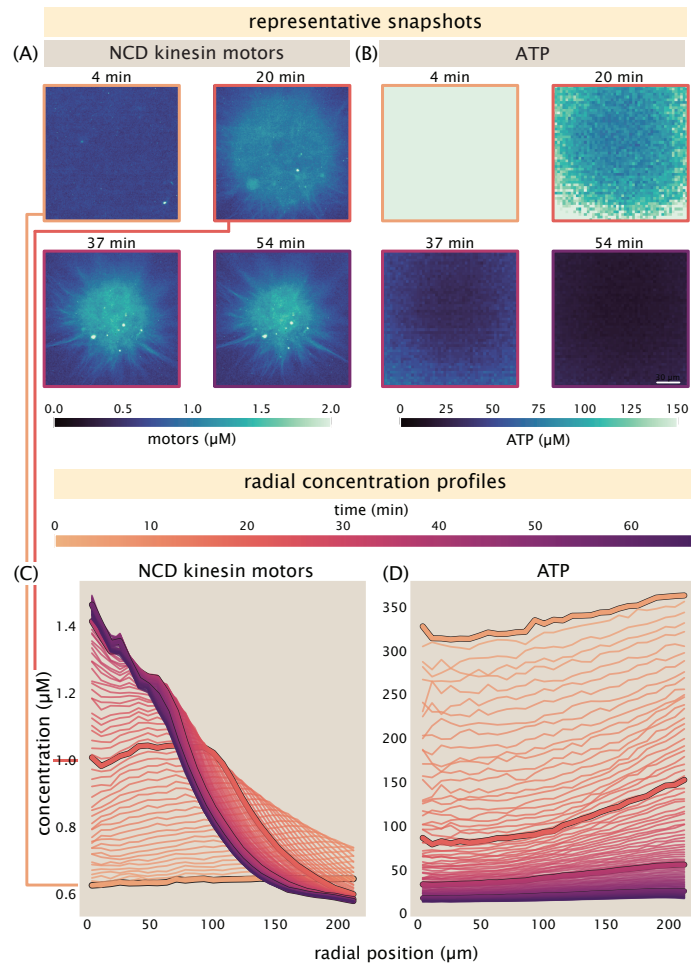 representative snapshots
(A) NCD kinesin motors (B) ATP
4 min 20 min 4 min 20 min
37 min 54 min 37 min 54 min
20 μm
0.0 0.5 1.0 1.5 2.0 0 25 50 75 100 125 150
motors (μM) ATP (μM)
radial concentration profiles
time (min)
0 10 20 30 40 50 60
(C) NCD kinesin motors (D) ATP
concentration (μM)
1.4
1.2
1.0
0.8
0.6
350
300
250
200
150
100
50
0
0 50 100 150 200 0 50 100 150 200
radial position (μm)